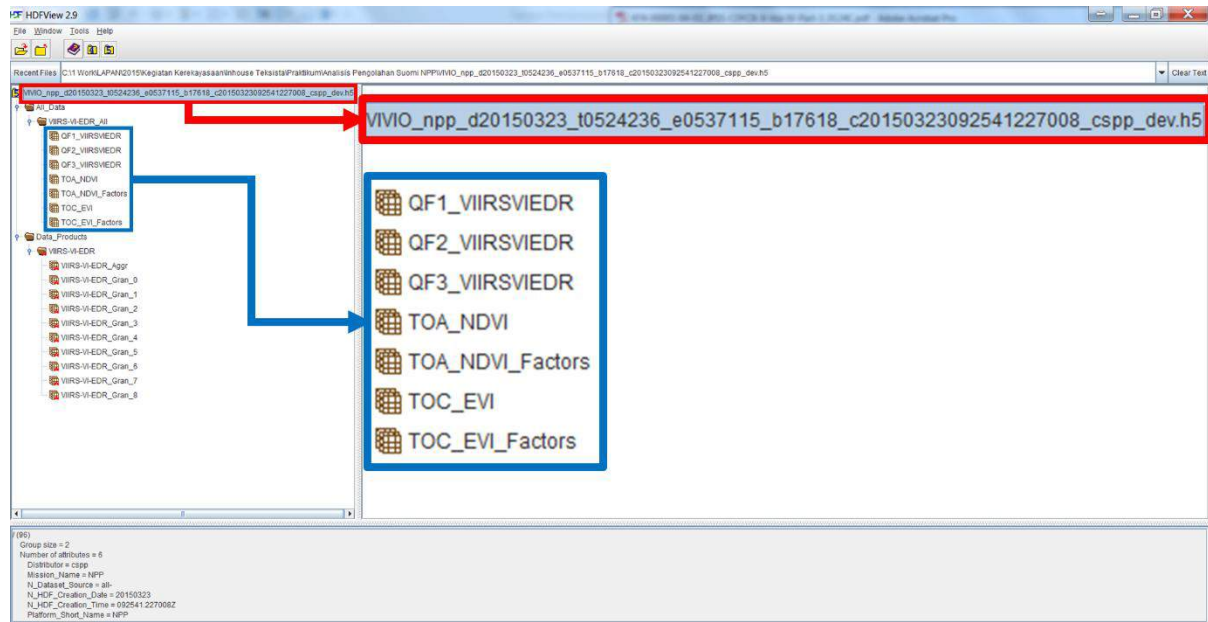 HDFView 2.9
File Window Tools Help
Recent Files C:\1 Work\LAPAN\2015\Kegiatan Kerekayasaan\Inhouse Teksista\Praktikum\Analisis Pengolahan Suomi NPP\VIVIO_npp_d20150323_t0524236_e0537115_b17618_c20150323092541227008_cspp_dev.h5 Clear Text
VIVIO_npp_d20150323_t0524236_e0537115_b17618_c20150323092541227008_cspp_dev.h5
All_Data
VIIRS-VI-EDR_All
QF1_VIIRSVIEDR
QF2_VIIRSVIEDR
QF3_VIIRSVIEDR
TOA_NDVI
TOA_NDVI_Factors
TOC_EVI
TOC_EVI_Factors
Data_Products
VIIRS-VI-EDR
VIIRS-VI-EDR_Aggr
VIIRS-VI-EDR_Gran_0
VIIRS-VI-EDR_Gran_1
VIIRS-VI-EDR_Gran_2
VIIRS-VI-EDR_Gran_3
VIIRS-VI-EDR_Gran_4
VIIRS-VI-EDR_Gran_5
VIIRS-VI-EDR_Gran_6
VIIRS-VI-EDR_Gran_7
VIIRS-VI-EDR_Gran_8
VIVIO_npp_d20150323_t0524236_e0537115_b17618_c20150323092541227008_cspp_dev.h5
QF1_VIIRSVIEDR
QF2_VIIRSVIEDR
QF3_VIIRSVIEDR
TOA_NDVI
TOA_NDVI_Factors
TOC_EVI
TOC_EVI_Factors
/ (96)
Group size = 2
Number of attributes = 6
Distributor = cspp
Mission_Name = NPP
N_Dataset_Source = all-
N_HDF_Creation_Date = 20150323
N_HDF_Creation_Time = 092541.227008Z
Platform_Short_Name = NPP